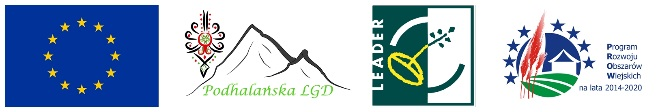 Podhalańska LGD
LEADER
Program
Rozwoju
Obszarów
Wiejskich
na lata 2014-2020